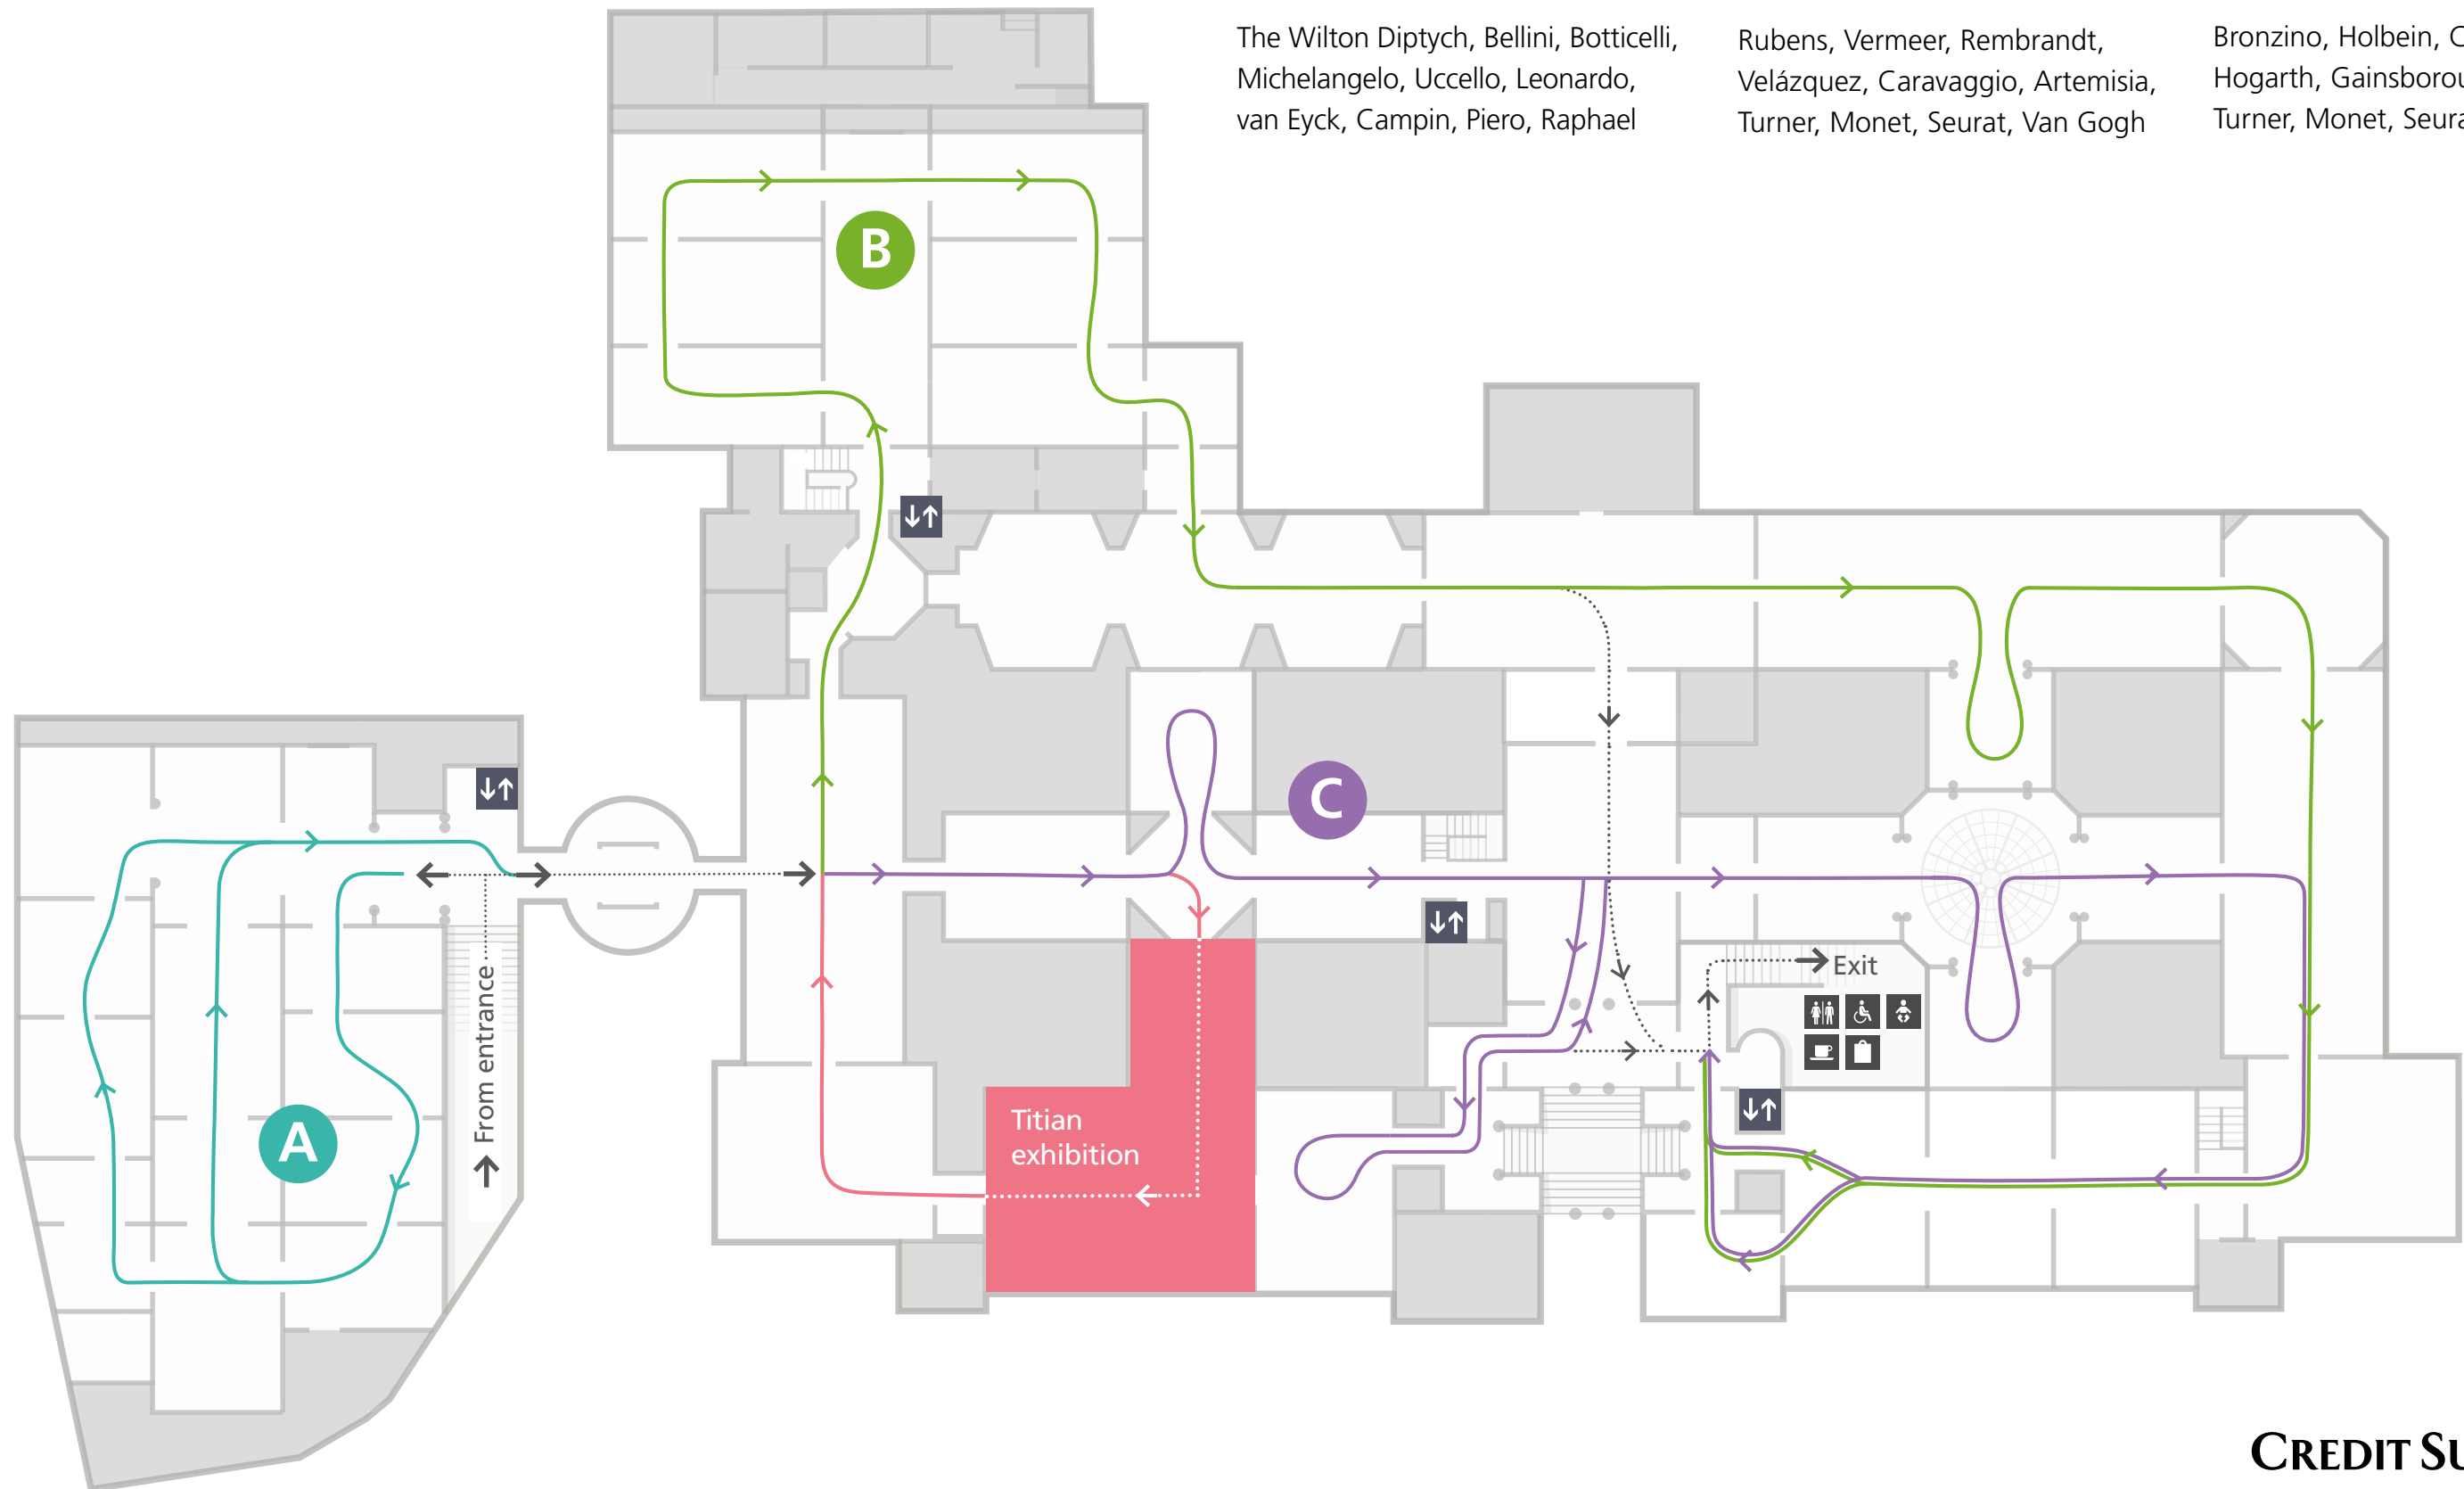 The Wilton Diptych, Bellini, Botticelli,
Michelangelo, Uccello, Leonardo,
van Eyck, Campin, Piero, Raphael
Rubens, Vermeer, Rembrandt,
Velázquez, Caravaggio, Artemisia,
Turner, Monet, Seurat, Van Gogh
Bronzino, Holbein,
Hogarth,
Turner, Monet,
B
C
A
From entrance
Exit
Titian
exhibition
CREDIT